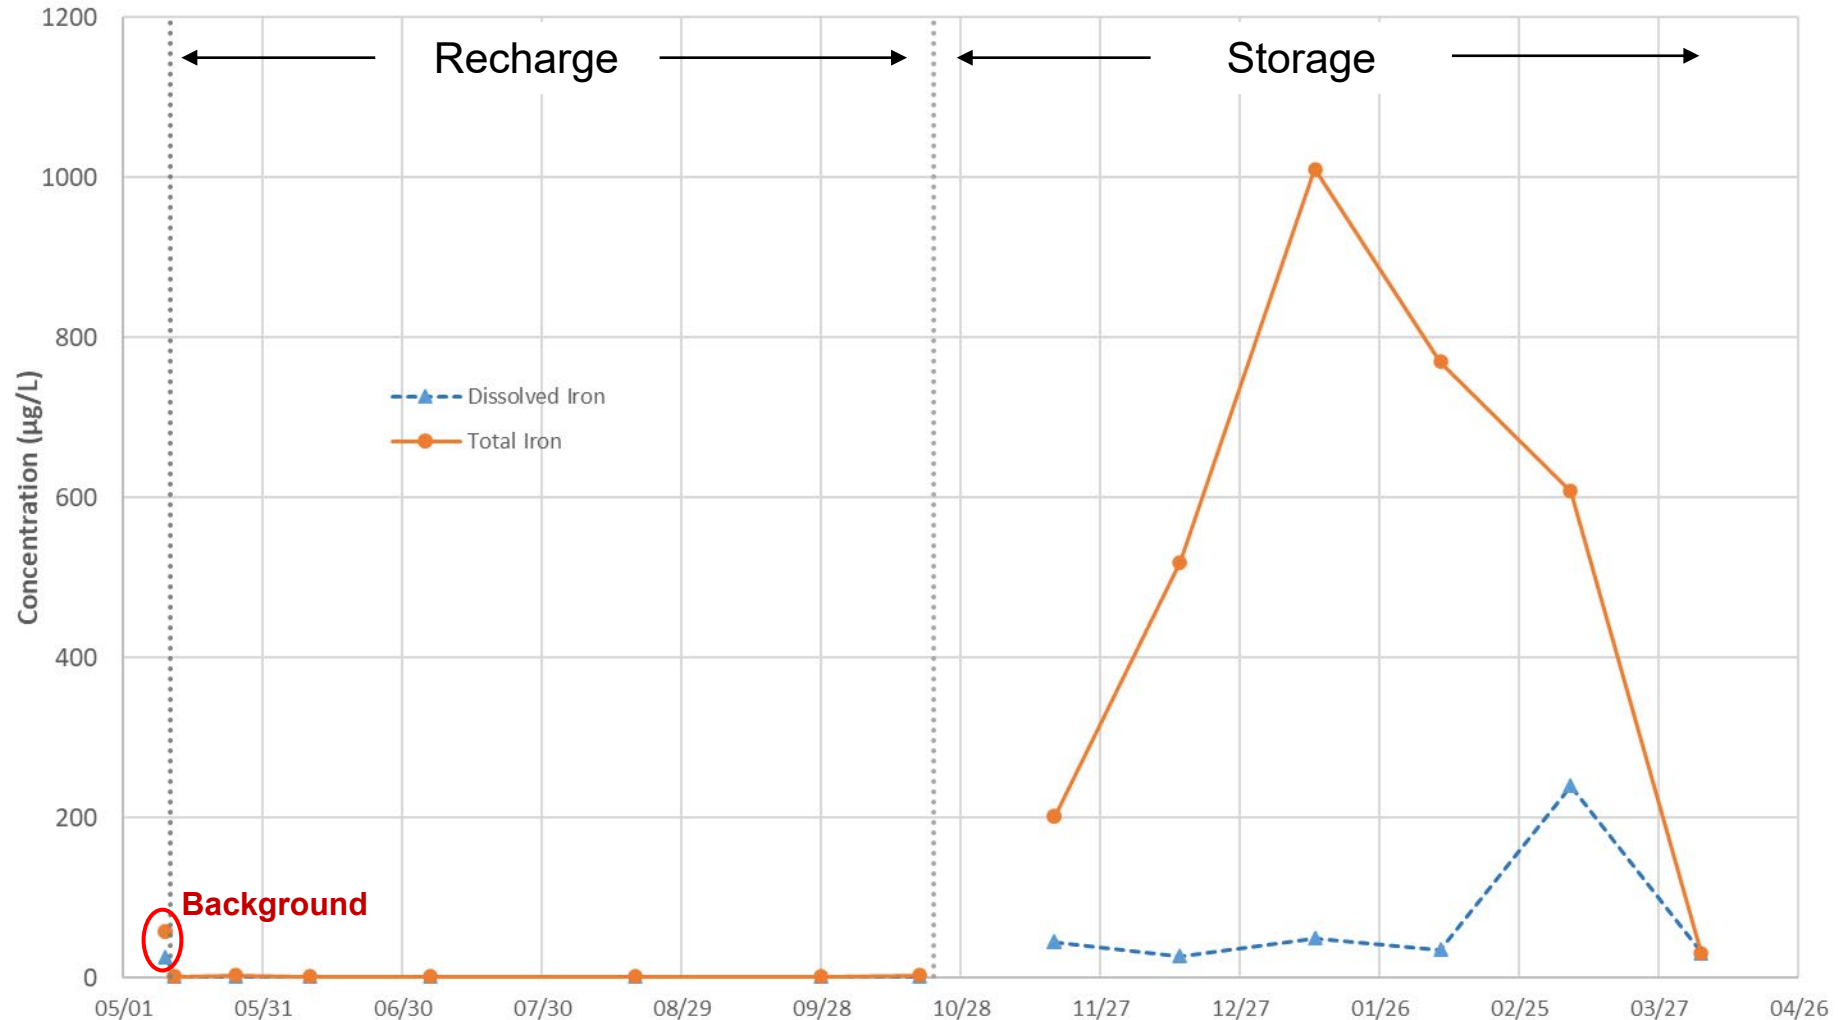 1200
Recharge
Storage
1000
800
Dissolved Iron
Total Iron
Concentration (µg/L)
600
400
200
Background
0
05/01 05/31 06/30 07/30 08/29 09/28 10/28 11/27 12/27 01/26 02/25 03/27 04/26